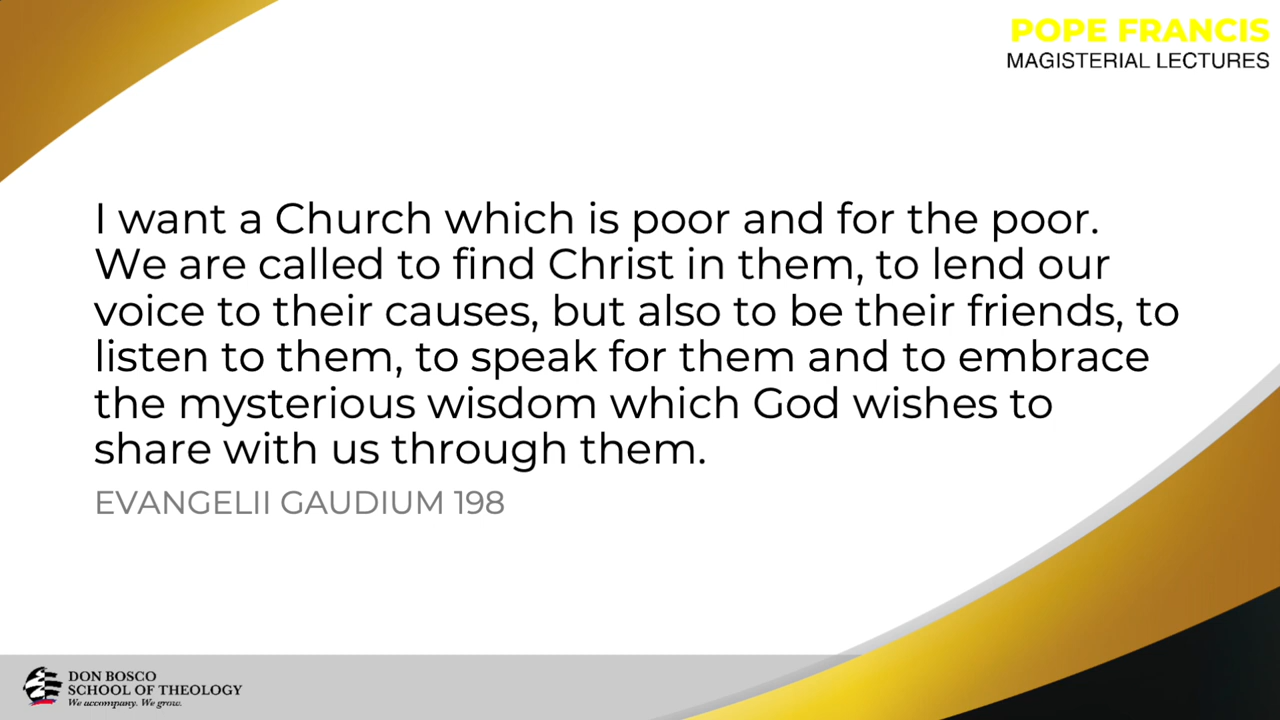 POPE FRANCIS
MAGISTERIAL LECTURES
I want a Church which is poor and for the poor.
We are called to find Christ in them, to lend our
voice to their causes, but also to be their friends, to
listen to them, to speak for them and to embrace
the mysterious wisdom which God wishes to
share with us through them.
EVANGELII GAUDIUM 198
DON BOSCO
SCHOOL OF THEOLOGY
We accompany. We grow.